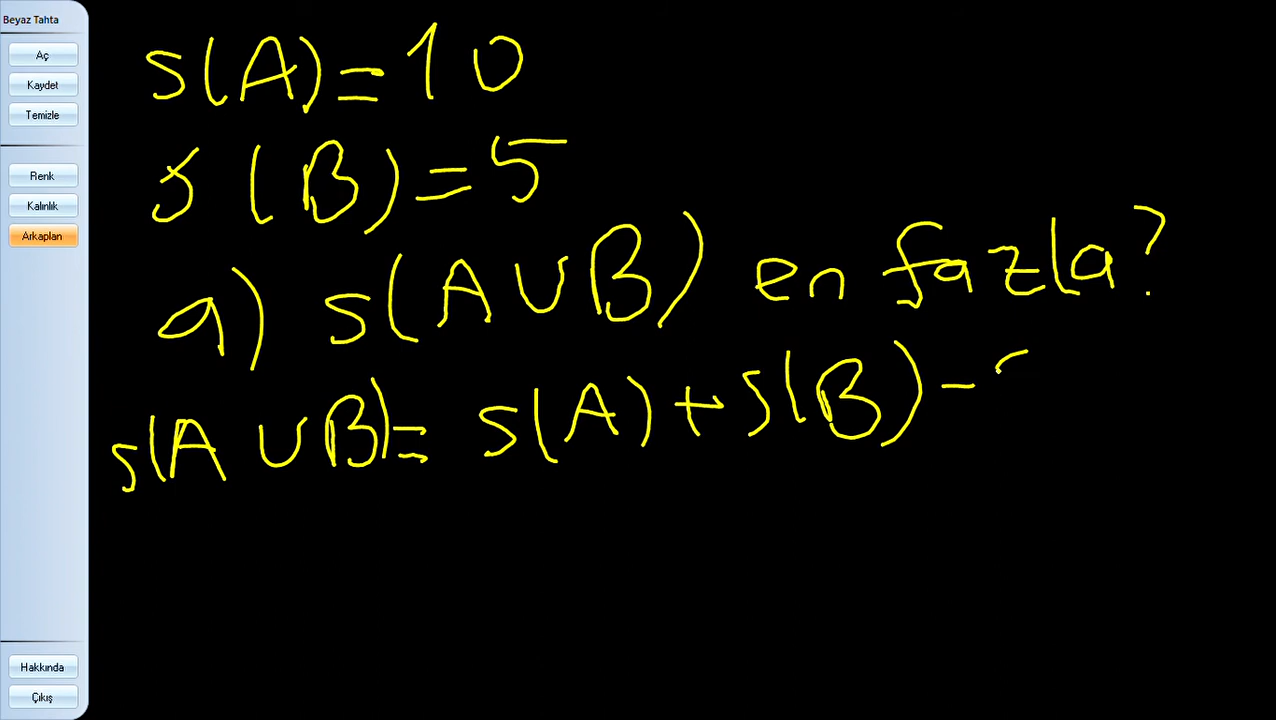 Beyaz Tahta
Aç
Kaydet
Temizle
Renk
Kalınlık
Arkaplan
Hakkında
Çıkış
s(A)=10
s(B)=5
a) s(A∪B) en fazla?
s(A∪B)= s(A)+s(B)-